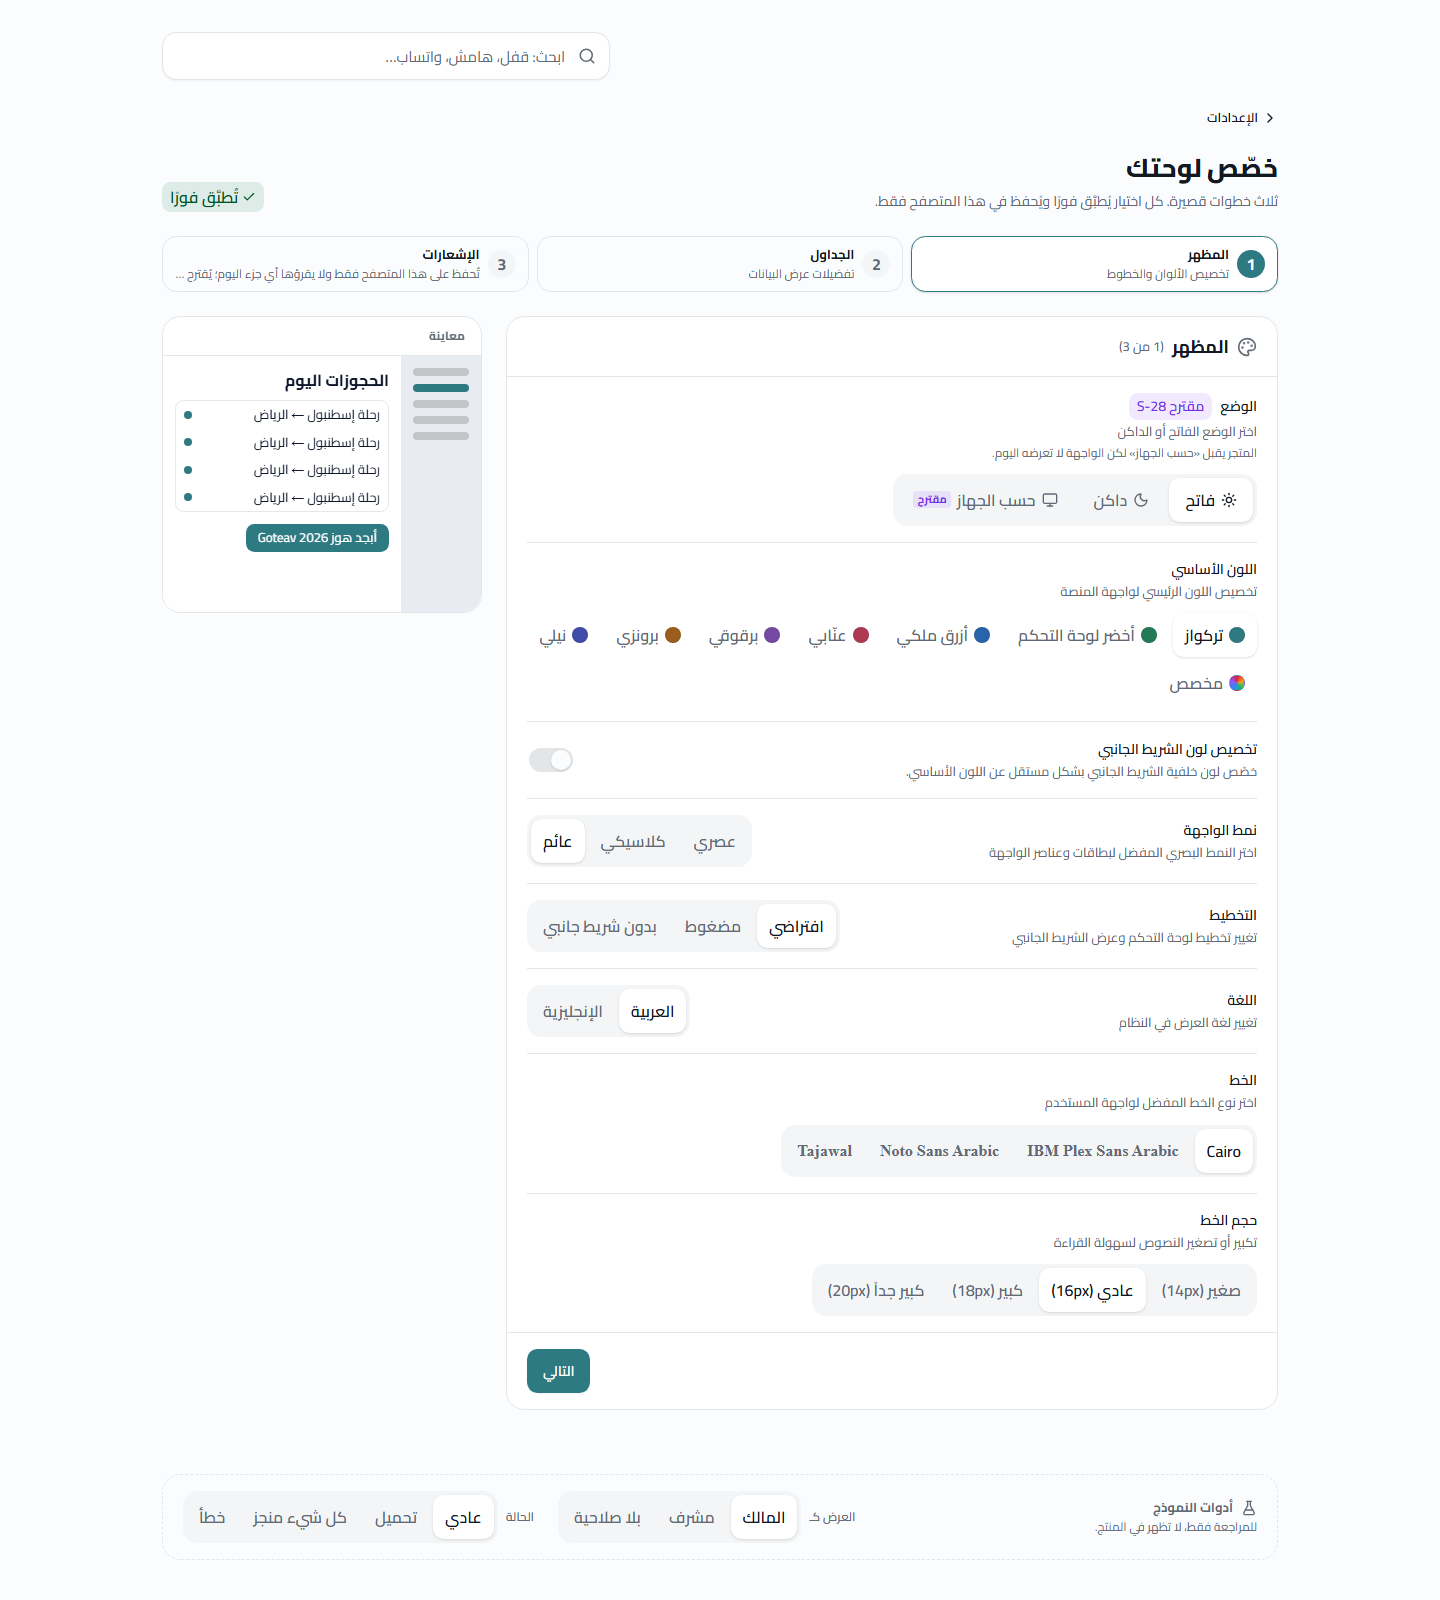 ابحث: قفل، هامش، واتساب...
الإعدادات
خصّص لوحتك
ثلاث خطوات قصيرة. كل اختيار يُطبَّق فورًا ويُحفظ في هذا المتصفح فقط.
تُطبّق فورًا
1
المظهر
تخصيص الألوان والخطوط
2
الجداول
تفضيلات عرض البيانات
3
الإشعارات
تُحفظ على هذا المتصفح فقط ولا يقرؤها أي جزء اليوم؛ يُقترح ...
المظهر (1 من 3)
الوضع مقترح S-28
اختر الوضع الفاتح أو الداكن
المتجر يقبل «حسب الجهاز» لكن الواجهة لا تعرضه اليوم.
فاتح داكن حسب الجهاز مقترح
اللون الأساسي
تخصيص اللون الرئيسي لواجهة المنصة
تركواز أخضر لوحة التحكم أزرق ملكي عنّابي برقوقي برونزي نيلي
مخصص
تخصيص لون الشريط الجانبي
خصّص لون خلفية الشريط الجانبي بشكل مستقل عن اللون الأساسي.
نمط الواجهة
اختر النمط البصري المفضل لبطاقات وعناصر الواجهة
عصري كلاسيكي عائم
التخطيط
تغيير تخطيط لوحة التحكم وعرض الشريط الجانبي
افتراضي مضغوط بدون شريط جانبي
اللغة
تغيير لغة العرض في النظام
العربية الإنجليزية
الخط
اختر نوع الخط المفضل لواجهة المستخدم
Cairo IBM Plex Sans Arabic Noto Sans Arabic Tajawal
حجم الخط
تكبير أو تصغير النصوص لسهولة القراءة
صغير (14px) عادي (16px) كبير (18px) كبير جداً (20px)
التالي
معاينة
الحجوزات اليوم
رحلة إسطنبول ← الرياض
رحلة إسطنبول ← الرياض
رحلة إسطنبول ← الرياض
رحلة إسطنبول ← الرياض
أبجد هوز Goteav 2026
أدوات النموذج
للمراجعة فقط، لا تظهر في المنتج.
العرض كـ المالك مشرف بلا صلاحية
الحالة عادي تحميل كل شيء منجز خطأ